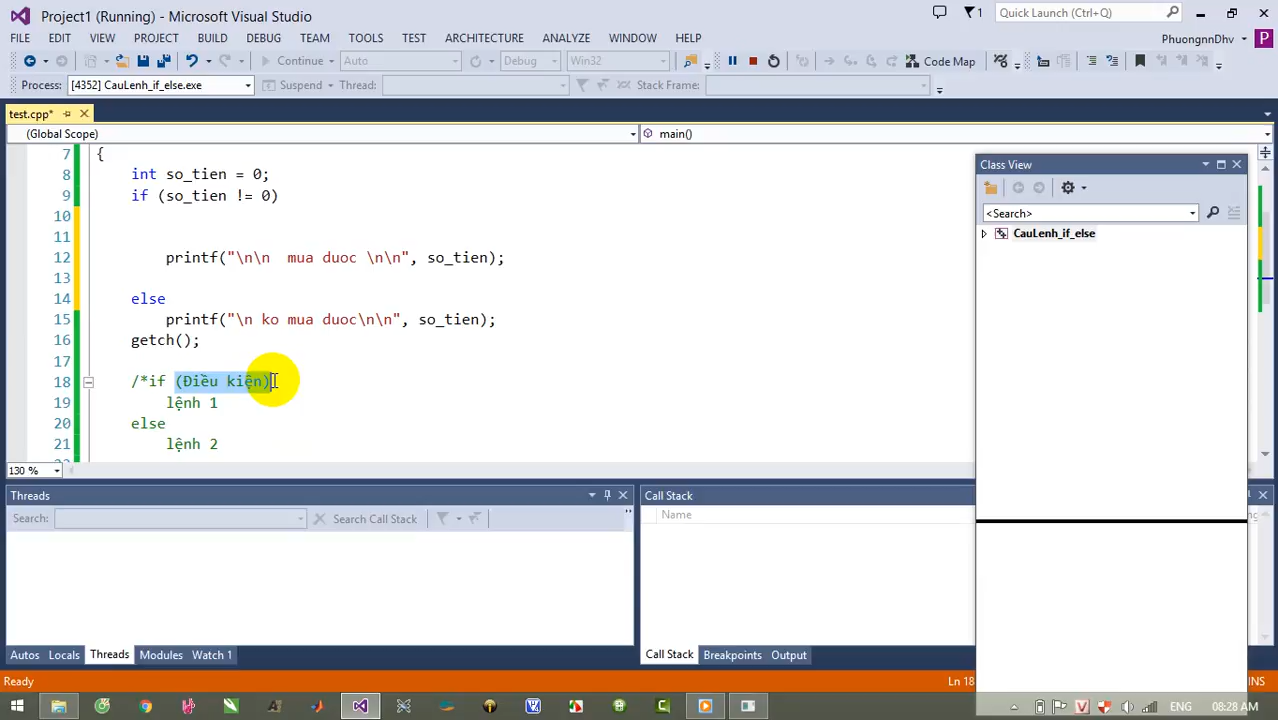 Project1 (Running) - Microsoft Visual Studio
1
Quick Launch (Ctrl+Q)
FILE EDIT VIEW PROJECT BUILD DEBUG TEAM TOOLS TEST ARCHITECTURE ANALYZE WINDOW HELP
PhuongnnDhv P
Continue Auto Debug Win32 Code Map
Process: [4352] CauLenh_if_else.exe Suspend Thread: Stack Frame:
test.cpp*
(Global Scope) main()
7 {
8 int so_tien = 0;
9 if (so_tien != 0)
10
11
12 printf("\n\n  mua duoc \n\n", so_tien);
13
14 else
15 printf("\n ko mua duoc\n\n", so_tien);
16 getch();
17
18 /*if (Điều kiện)
19 lệnh 1
20 else
21 lệnh 2
130 %
Class View
<Search>
CauLenh_if_else
Threads
Search: Search Call Stack
Autos Locals Threads Modules Watch 1
Call Stack
Name
Call Stack Breakpoints Output
Ready Ln 18 INS
ENG 08:28 AM